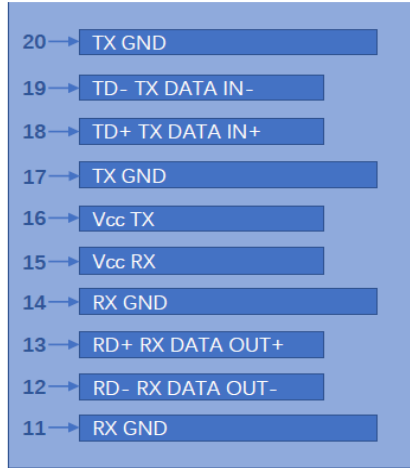 20 TX GND
19 TD- TX DATA IN-
18 TD+ TX DATA IN+
17 TX GND
16 Vcc TX
15 Vcc RX
14 RX GND
13 RD+ RX DATA OUT+
12 RD- RX DATA OUT-
11 RX GND